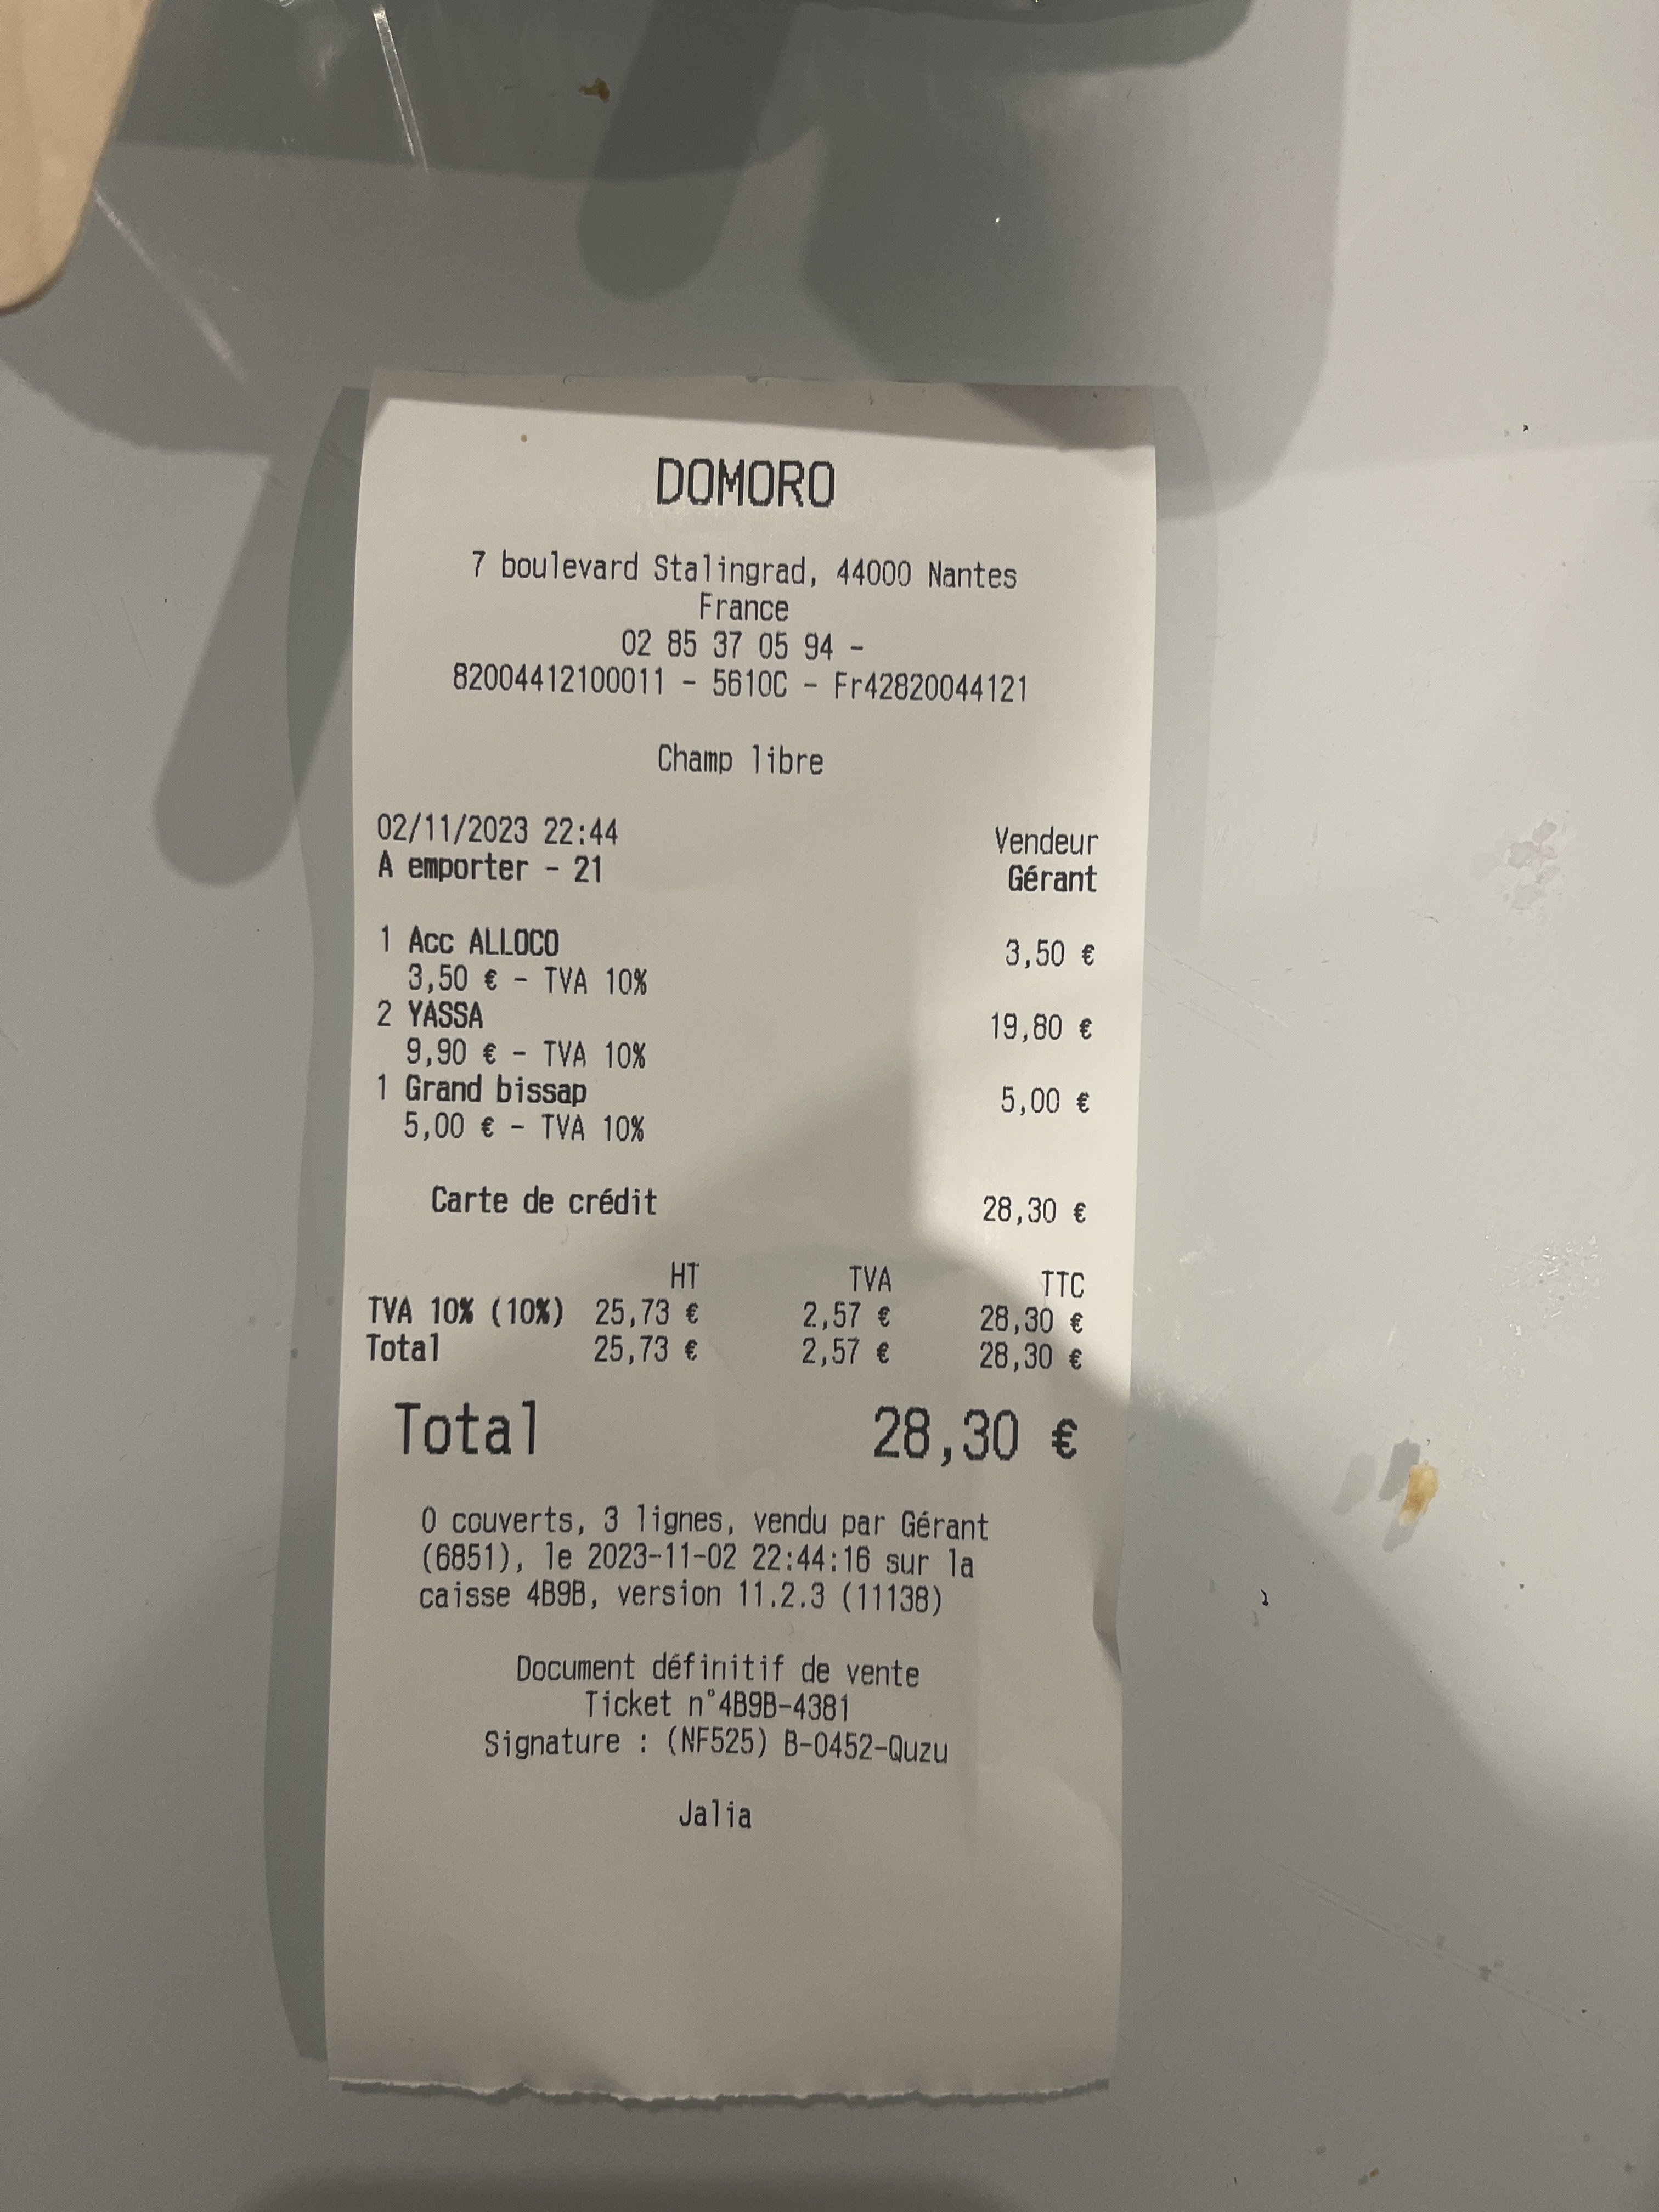 DOMORO
7 boulevard Stalingrad, 44000 Nantes
France
02 85 37 05 94 -
82004412100011 - 5610C - Fr42820044121
Champ libre
02/11/2023 22:44 Vendeur
A emporter - 21 Gérant
1 Acc ALLOCO 3,50 €
3,50 € - TVA 10%
2 YASSA 19,80 €
9,90 € - TVA 10%
1 Grand bissap 5,00 €
5,00 € - TVA 10%
Carte de crédit 28,30 €
HT TVA TTC
TVA 10% (10%) 25,73 € 2,57 € 28,30 €
Total 25,73 € 2,57 € 28,30 €
Total 28,30 €
0 couverts, 3 lignes, vendu par Gérant
(6851), le 2023-11-02 22:44:16 sur la
caisse 4B9B, version 11.2.3 (11138)
Document définitif de vente
Ticket n°4B9B-4381
Signature : (NF525) B-0452-Quzu
Jalia